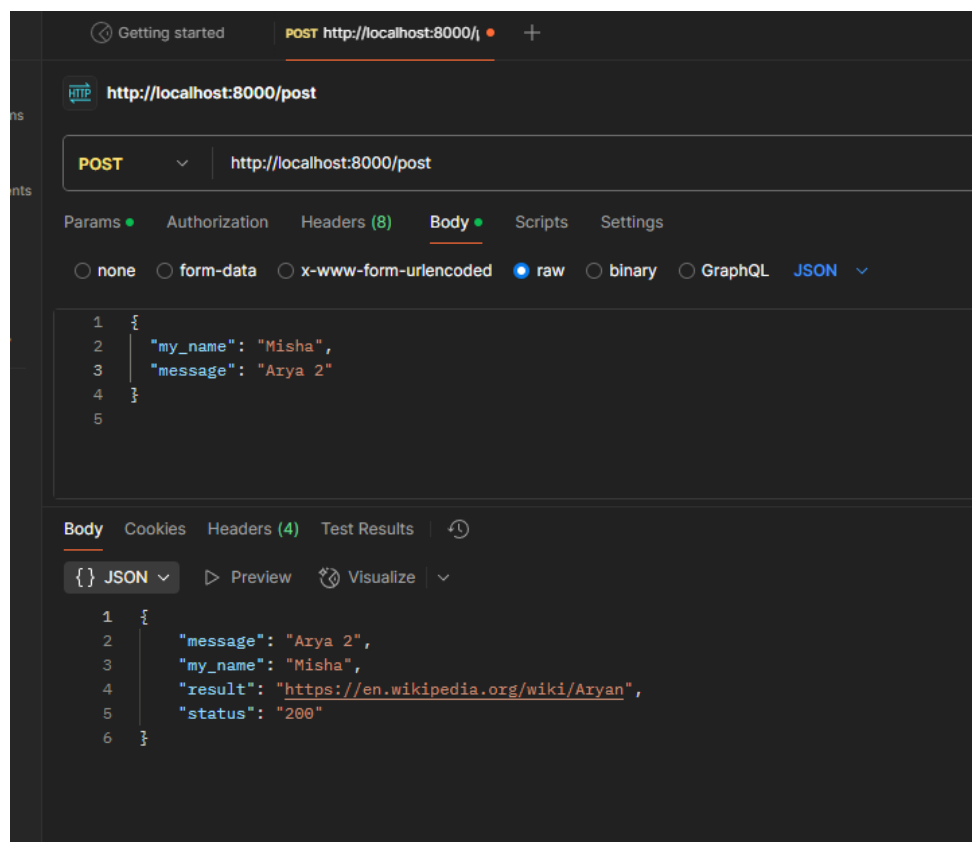 Getting started
POST http://localhost:8000/
HTTP http://localhost:8000/post
ns
POST http://localhost:8000/post
ents
Params Authorization Headers (8) Body Scripts Settings
none form-data x-www-form-urlencoded raw binary GraphQL JSON
1 {
2 "my_name": "Misha",
3 "message": "Arya 2"
4 }
5
Body Cookies Headers (4) Test Results
{} JSON Preview Visualize
1 {
2 "message": "Arya 2",
3 "my_name": "Misha",
4 "result": "https://en.wikipedia.org/wiki/Aryan",
5 "status": "200"
6 }